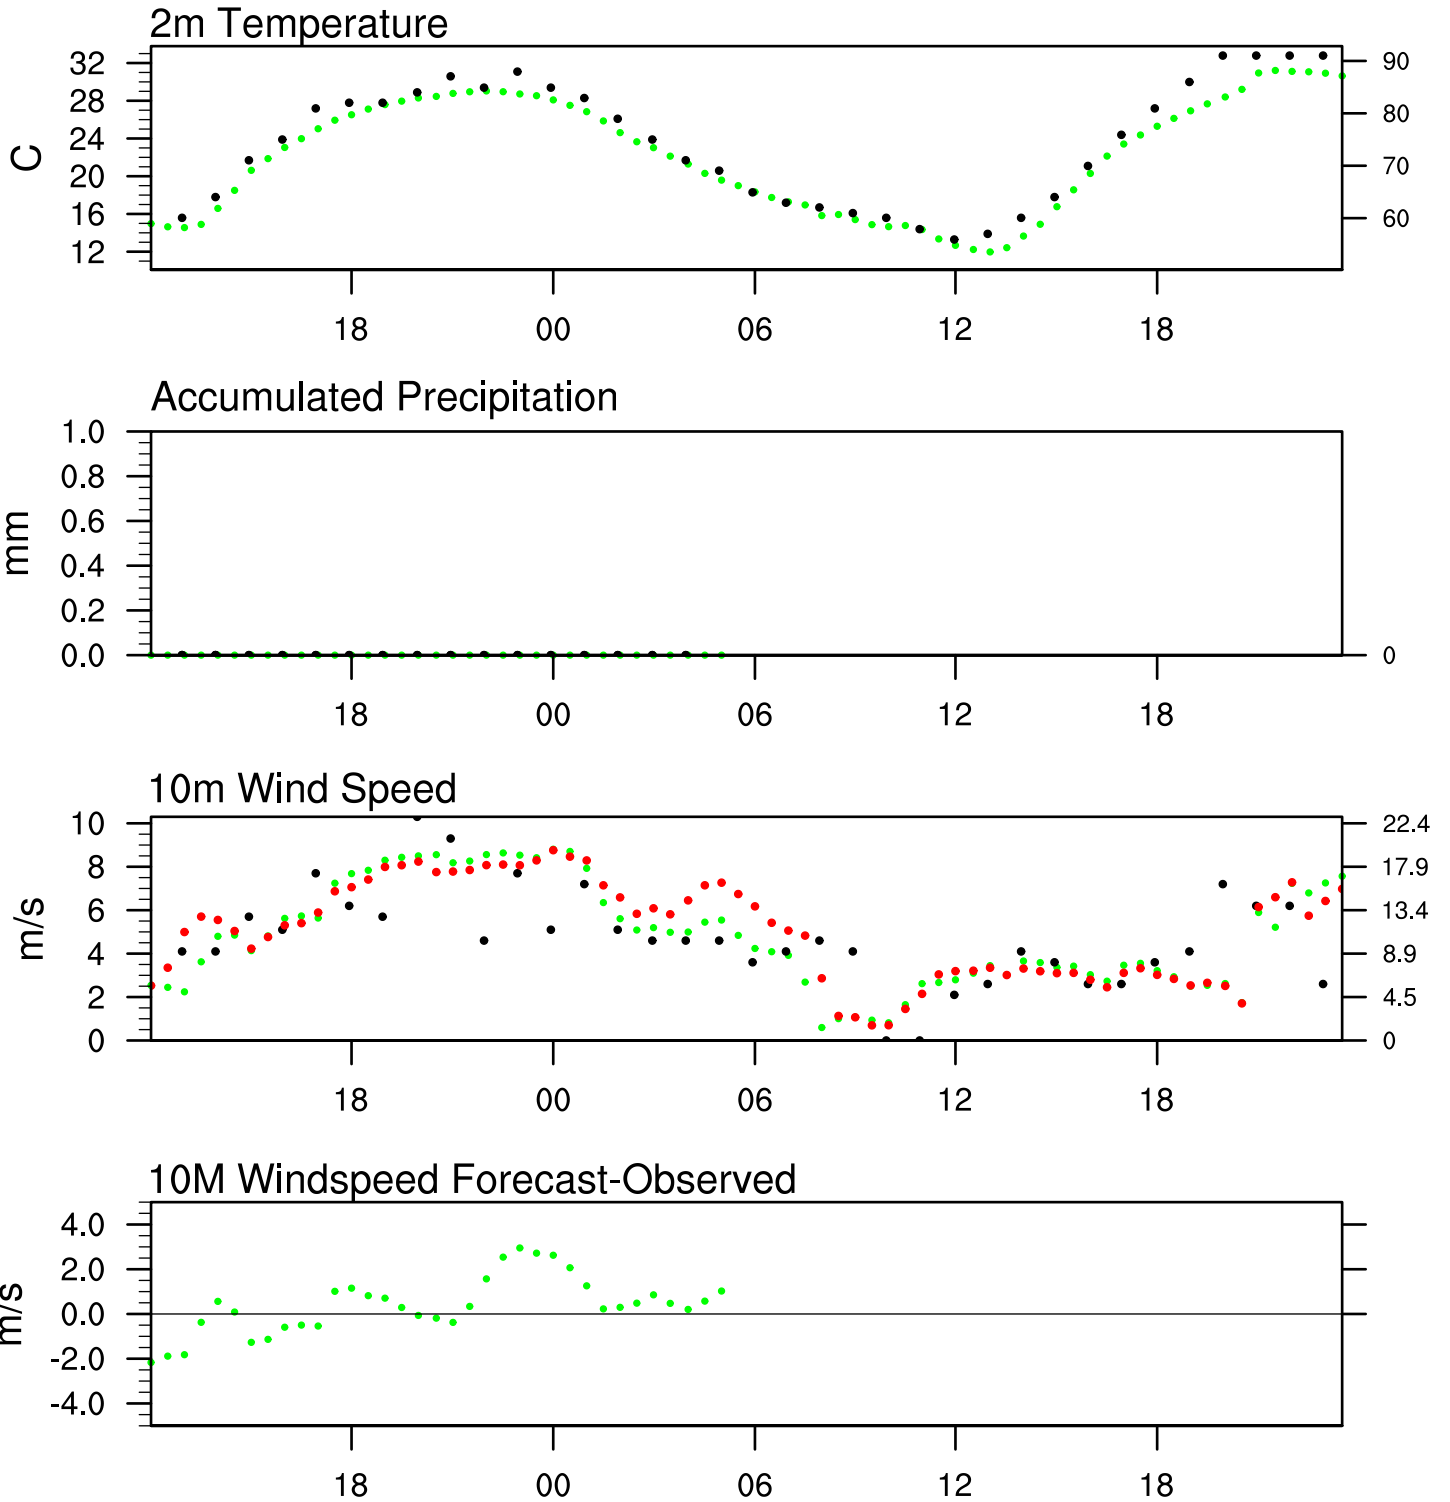 2m Temperature
32
28
24
20
16
12
C
90
80
70
60
18 00 06 12 18
Accumulated Precipitation
1.0
0.8
0.6
0.4
0.2
0.0
mm
0
18 00 06 12 18
10m Wind Speed
10
8
6
4
2
0
m/s
22.4
17.9
13.4
8.9
4.5
0
18 00 06 12 18
10M Windspeed Forecast-Observed
4.0
2.0
0.0
-2.0
-4.0
m/s
18 00 06 12 18